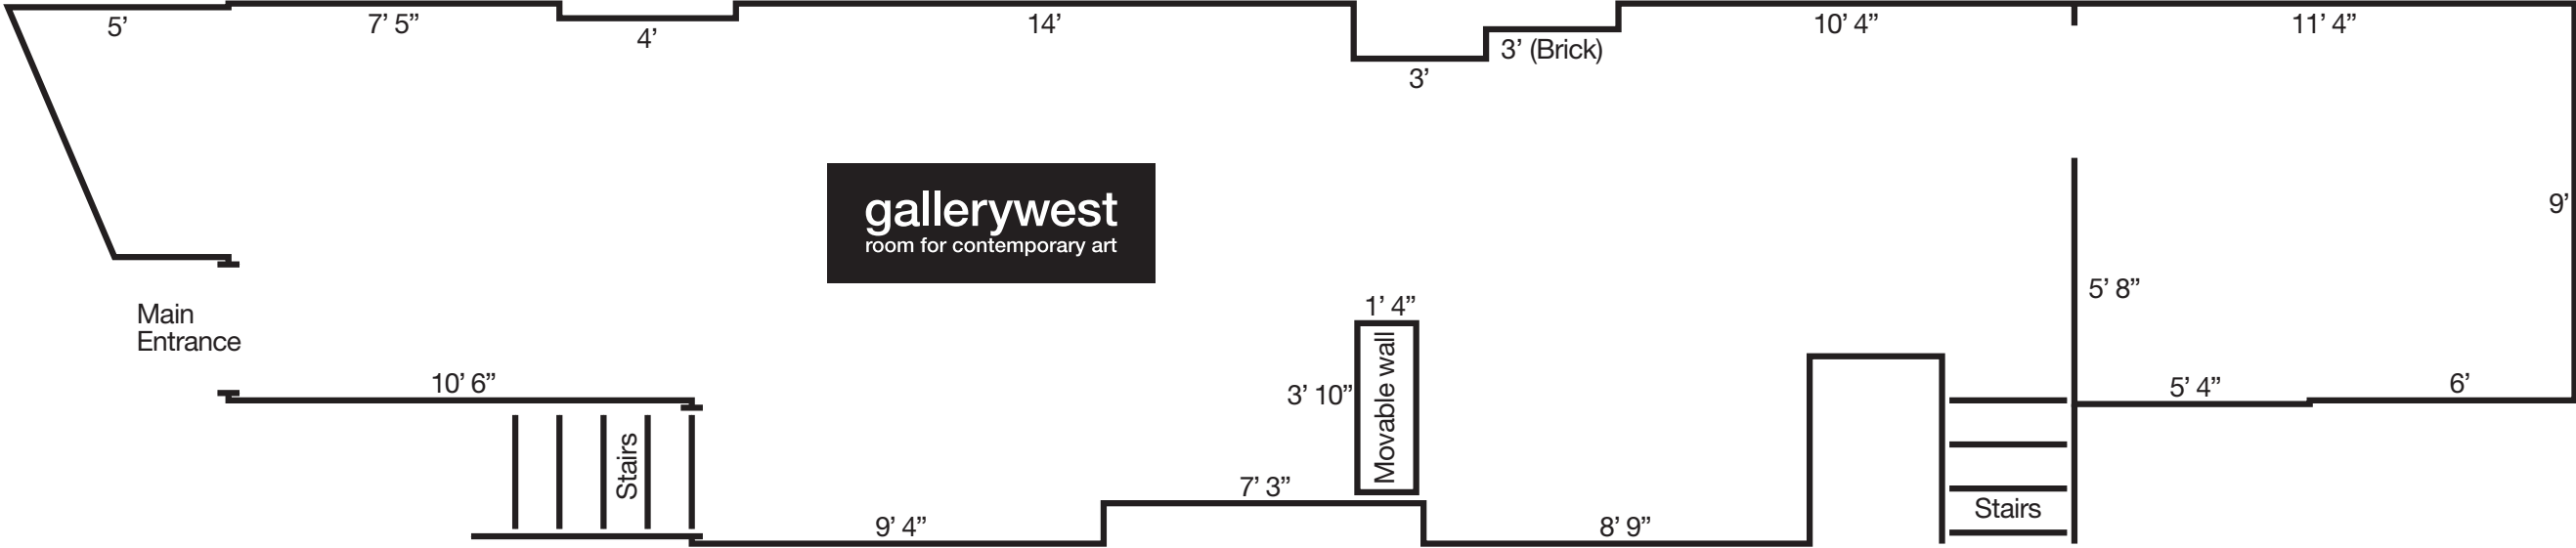 5’
7’ 5”
4’
14’
3’
3’ (Brick)
10’ 4”
11’ 4”
gallerywest
room for contemporary art
9’
5’ 8”
Main
Entrance
1’ 4”
3’ 10”
Movable wall
10’ 6”
5’ 4”
6’
Stairs
7’ 3”
9’ 4”
8’ 9”
Stairs